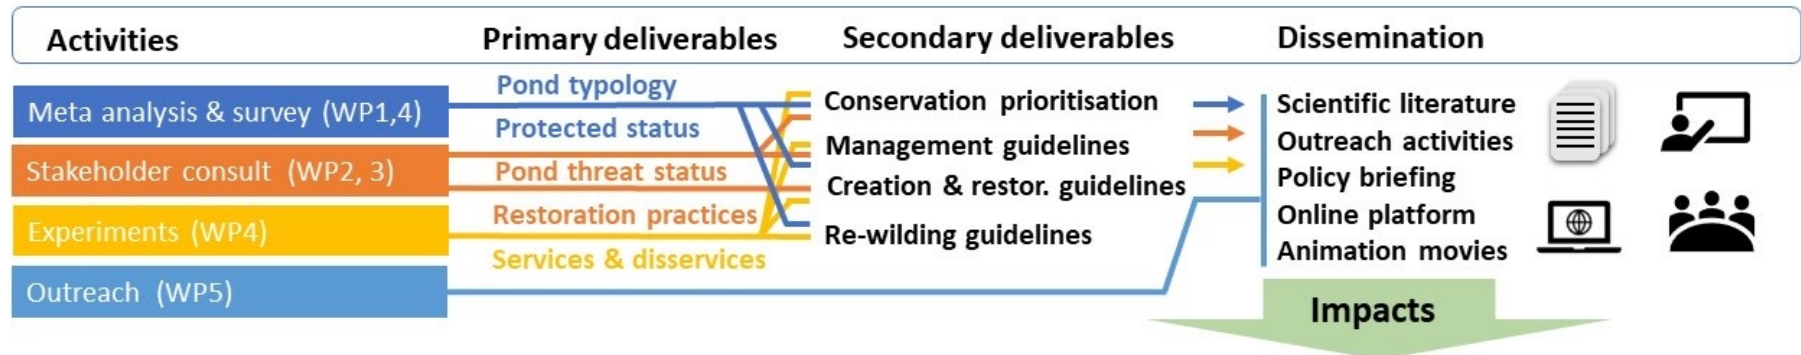 Activities
Primary deliverables
Secondary deliverables
Dissemination
Meta analysis & survey (WP1,4)
Stakeholder consult (WP2, 3)
Experiments (WP4)
Outreach (WP5)
Pond typology
Protected status
Pond threat status
Restoration practices
Services & disservices
Conservation prioritisation
Management guidelines
Creation & restor. guidelines
Re-wilding guidelines
Scientific literature
Outreach activities
Policy briefing
Online platform
Animation movies
Impacts